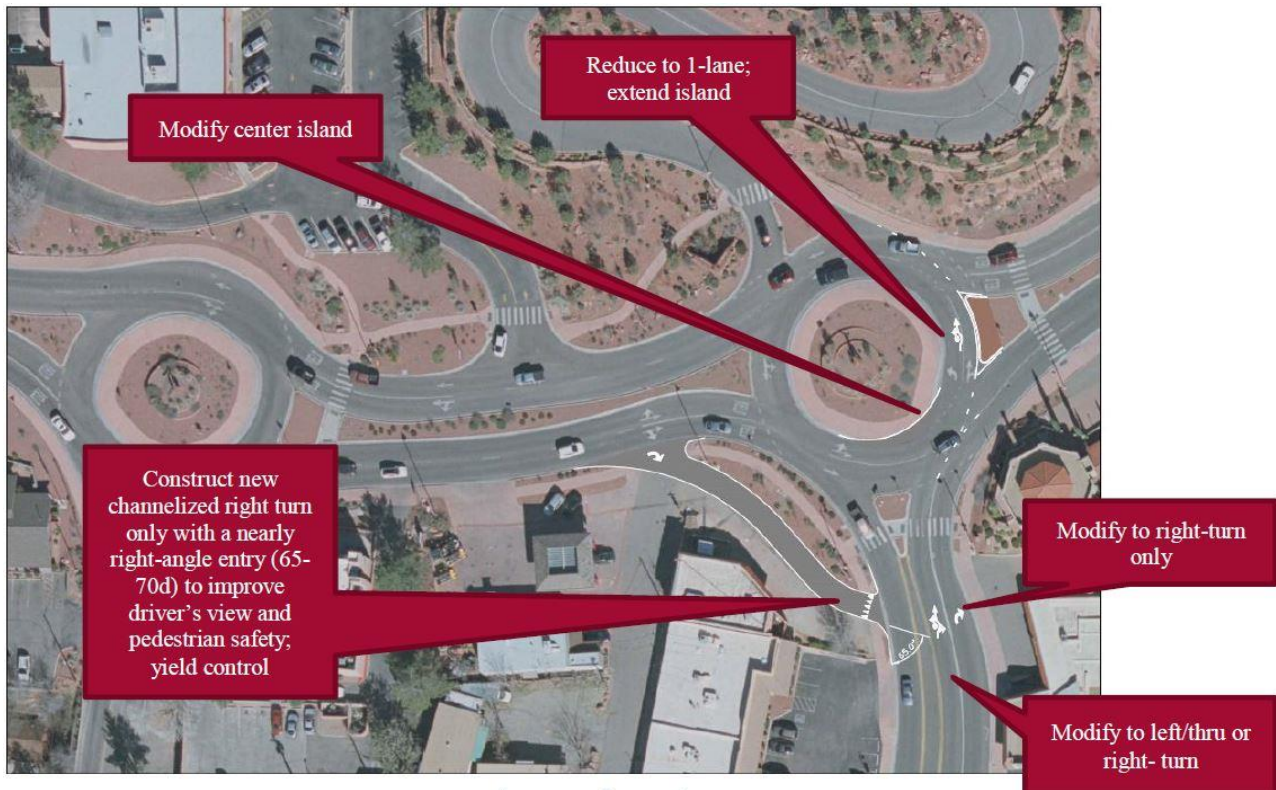 Reduce to 1-lane;
extend island
Modify center island
Construct new
channelized right turn
only with a nearly
right-angle entry (65-
70d) to improve
driver's view and
pedestrian safety;
yield control
Modify to right-turn
only
65.0°
Modify to left/thru or
right- turn